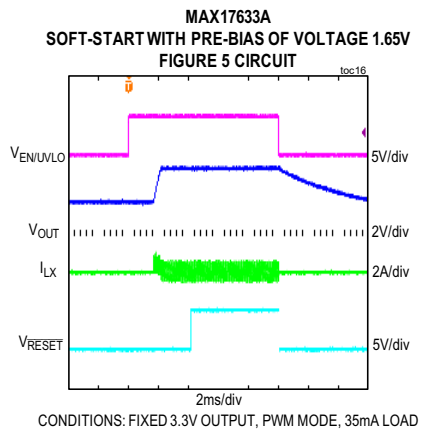 MAX17633A
SOFT-START WITH PRE-BIAS OF VOLTAGE 1.65V
FIGURE 5 CIRCUIT
toc16
T
VEN/UVLO
5V/div
VOUT
2V/div
ILX
2A/div
VRESET
5V/div
2ms/div
CONDITIONS: FIXED 3.3V OUTPUT, PWM MODE, 35mA LOAD